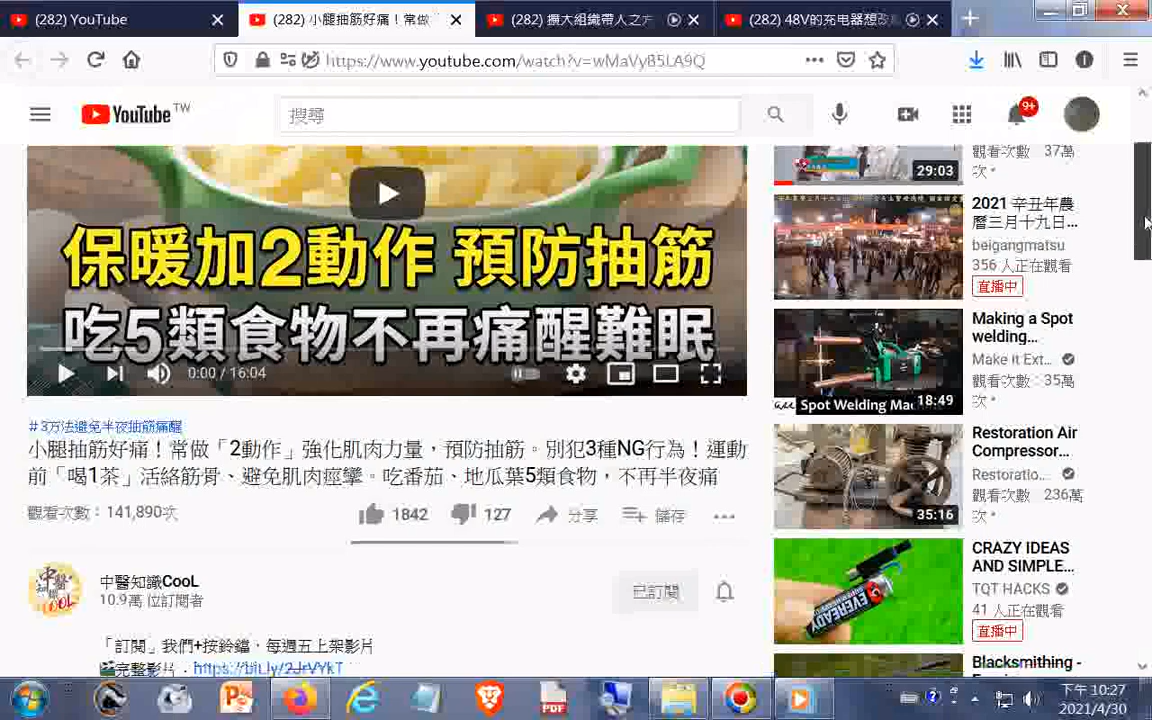 (282) YouTube
(282) 小腿抽筋好痛！常做
(282) 擴大組織帶人之方
(282) 48V的充电器想改
https://www.youtube.com/watch?v=wMaVyB5LA9Q
YouTube TW
搜尋
9+
保暖加2動作 預防抽筋
吃5類食物不再痛醒難眠
0:00 / 16:04
#3方法避免半夜抽筋痛醒
小腿抽筋好痛！常做「2動作」強化肌肉力量，預防抽筋。別犯3種NG行為！運動
前「喝1茶」活絡筋骨、避免肌肉痙攣。吃番茄、地瓜葉5類食物，不再半夜痛
觀看次數：141,890次
1842
127
分享
儲存
中醫知識CooL
10.9萬 位訂閱者
已訂閱
「訂閱」我們+按鈴鐺，每週五上架影片
完整影片：https://bit.ly/2JrVYkT
29:03
觀看次數：37萬
次
2021 辛丑年農
曆三月十九日...
beigangmatsu
356 人正在觀看
直播中
Making a Spot
welding...
Make it Ext...
觀看次數：35萬
次
Spot Welding Mac
18:49
Restoration Air
Compressor...
Restoratio...
觀看次數：236萬
次
35:16
CRAZY IDEAS
AND SIMPLE...
TQT HACKS
41 人正在觀看
直播中
EVEREADY
Blacksmithing -
PDF
下午 10:27
2021/4/30